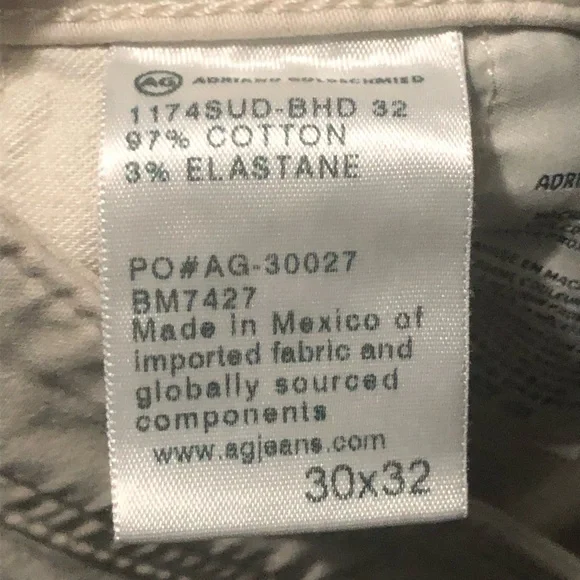 AG ADRIANO GOLDSCHMIED
1174SUD-BHD 32
97% COTTON
3% ELASTANE
PO#AG-30027
BM7427
Made in Mexico of
imported fabric and
globally sourced
components
www.agjeans.com
30x32
ADRI